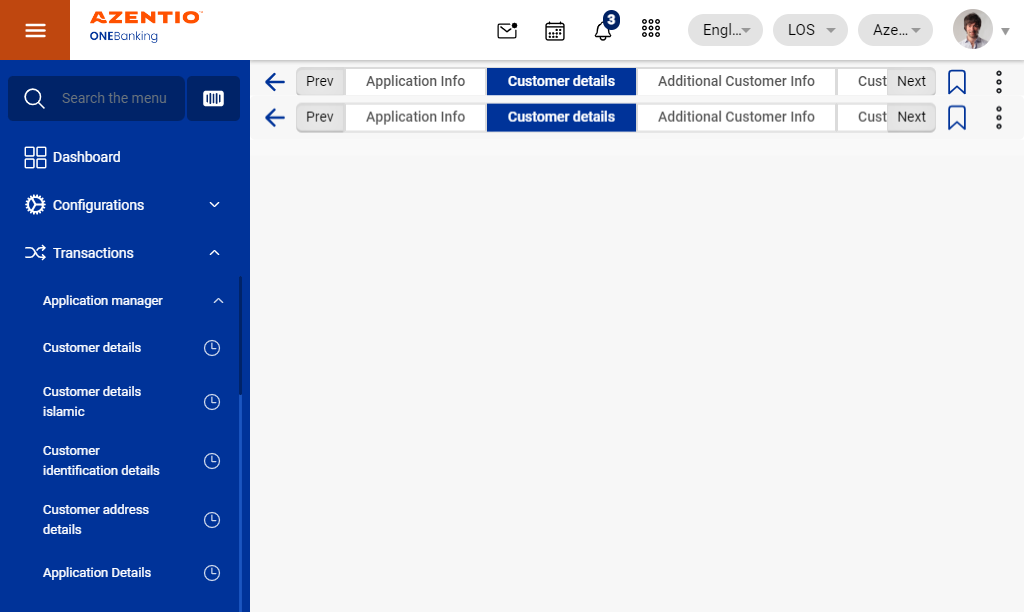 AZENTIO
ONEBanking
3
Engl...
LOS
Aze...
Search the menu
Prev Application Info Customer details Additional Customer Info Cust Next
Prev Application Info Customer details Additional Customer Info Cust Next
Dashboard
Configurations
Transactions
Application manager
Customer details
Customer details
islamic
Customer
identification details
Customer address
details
Application Details